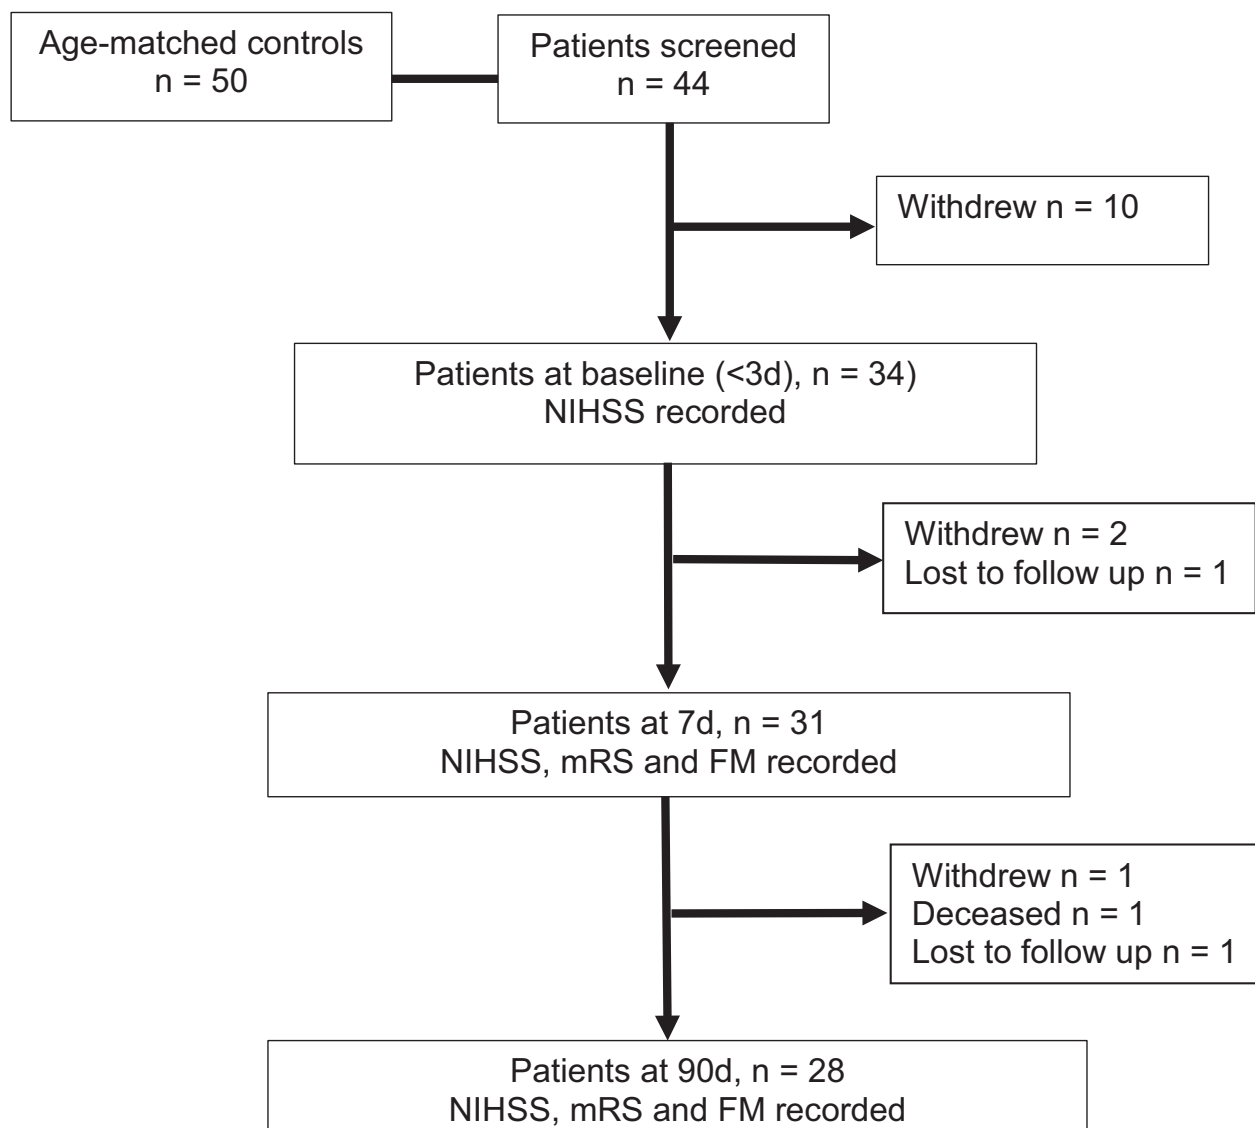 Age-matched controls
n = 50
Patients screened
n = 44
Withdrew n = 10
Patients at baseline (<3d), n = 34)
NIHSS recorded
Withdrew n = 2
Lost to follow up n = 1
Patients at 7d, n = 31
NIHSS, mRS and FM recorded
Withdrew n = 1
Deceased n = 1
Lost to follow up n = 1
Patients at 90d, n = 28
NIHSS, mRS and FM recorded